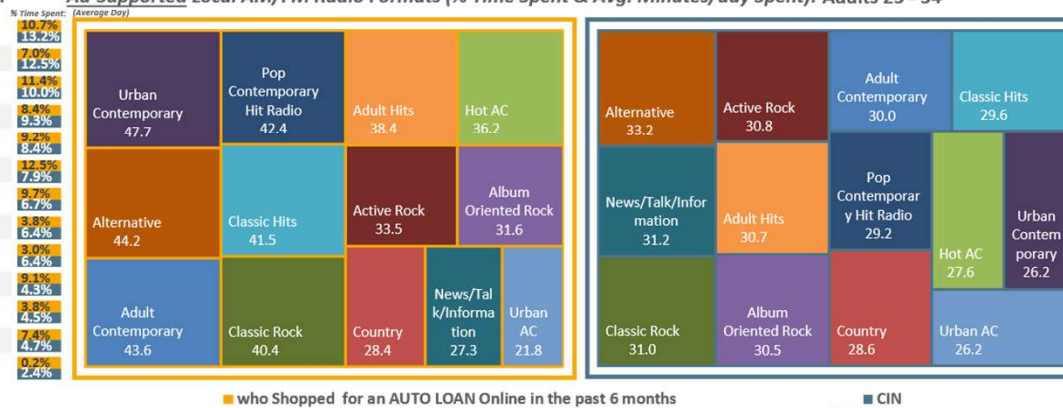 Ad-Supported Local AM/FM Radio Formats (% Time Spent & Avg. Minutes/day Spent): Adults 25 - 54
% Time Spent: (Average Day)
10.7%
13.2%
7.0%
12.5%
11.4%
10.0%
8.4%
9.3%
9.2%
8.4%
12.5%
7.9%
9.7%
6.7%
3.8%
6.4%
3.0%
6.4%
9.1%
4.3%
3.8%
4.5%
7.4%
4.7%
0.2%
2.4%
Urban
Contemporary
47.7
Pop
Contemporary
Hit Radio
42.4
Adult Hits
38.4
Hot AC
36.2
Alternative
44.2
Classic Hits
41.5
Active Rock
33.5
Album
Oriented Rock
31.6
Adult
Contemporary
43.6
Classic Rock
40.4
Country
28.4
News/Tal
k/Informa
tion
27.3
Urban
AC
21.8
Alternative
33.2
Active Rock
30.8
Adult
Contemporary
30.0
Classic Hits
29.6
News/Talk/Infor
mation
31.2
Adult Hits
30.7
Pop
Contemporar
y Hit Radio
29.2
Hot AC
27.6
Urban
Contem
porary
26.2
Classic Rock
31.0
Album
Oriented Rock
30.5
Country
28.6
Urban AC
26.2
who Shopped for an AUTO LOAN Online in the past 6 months
CIN